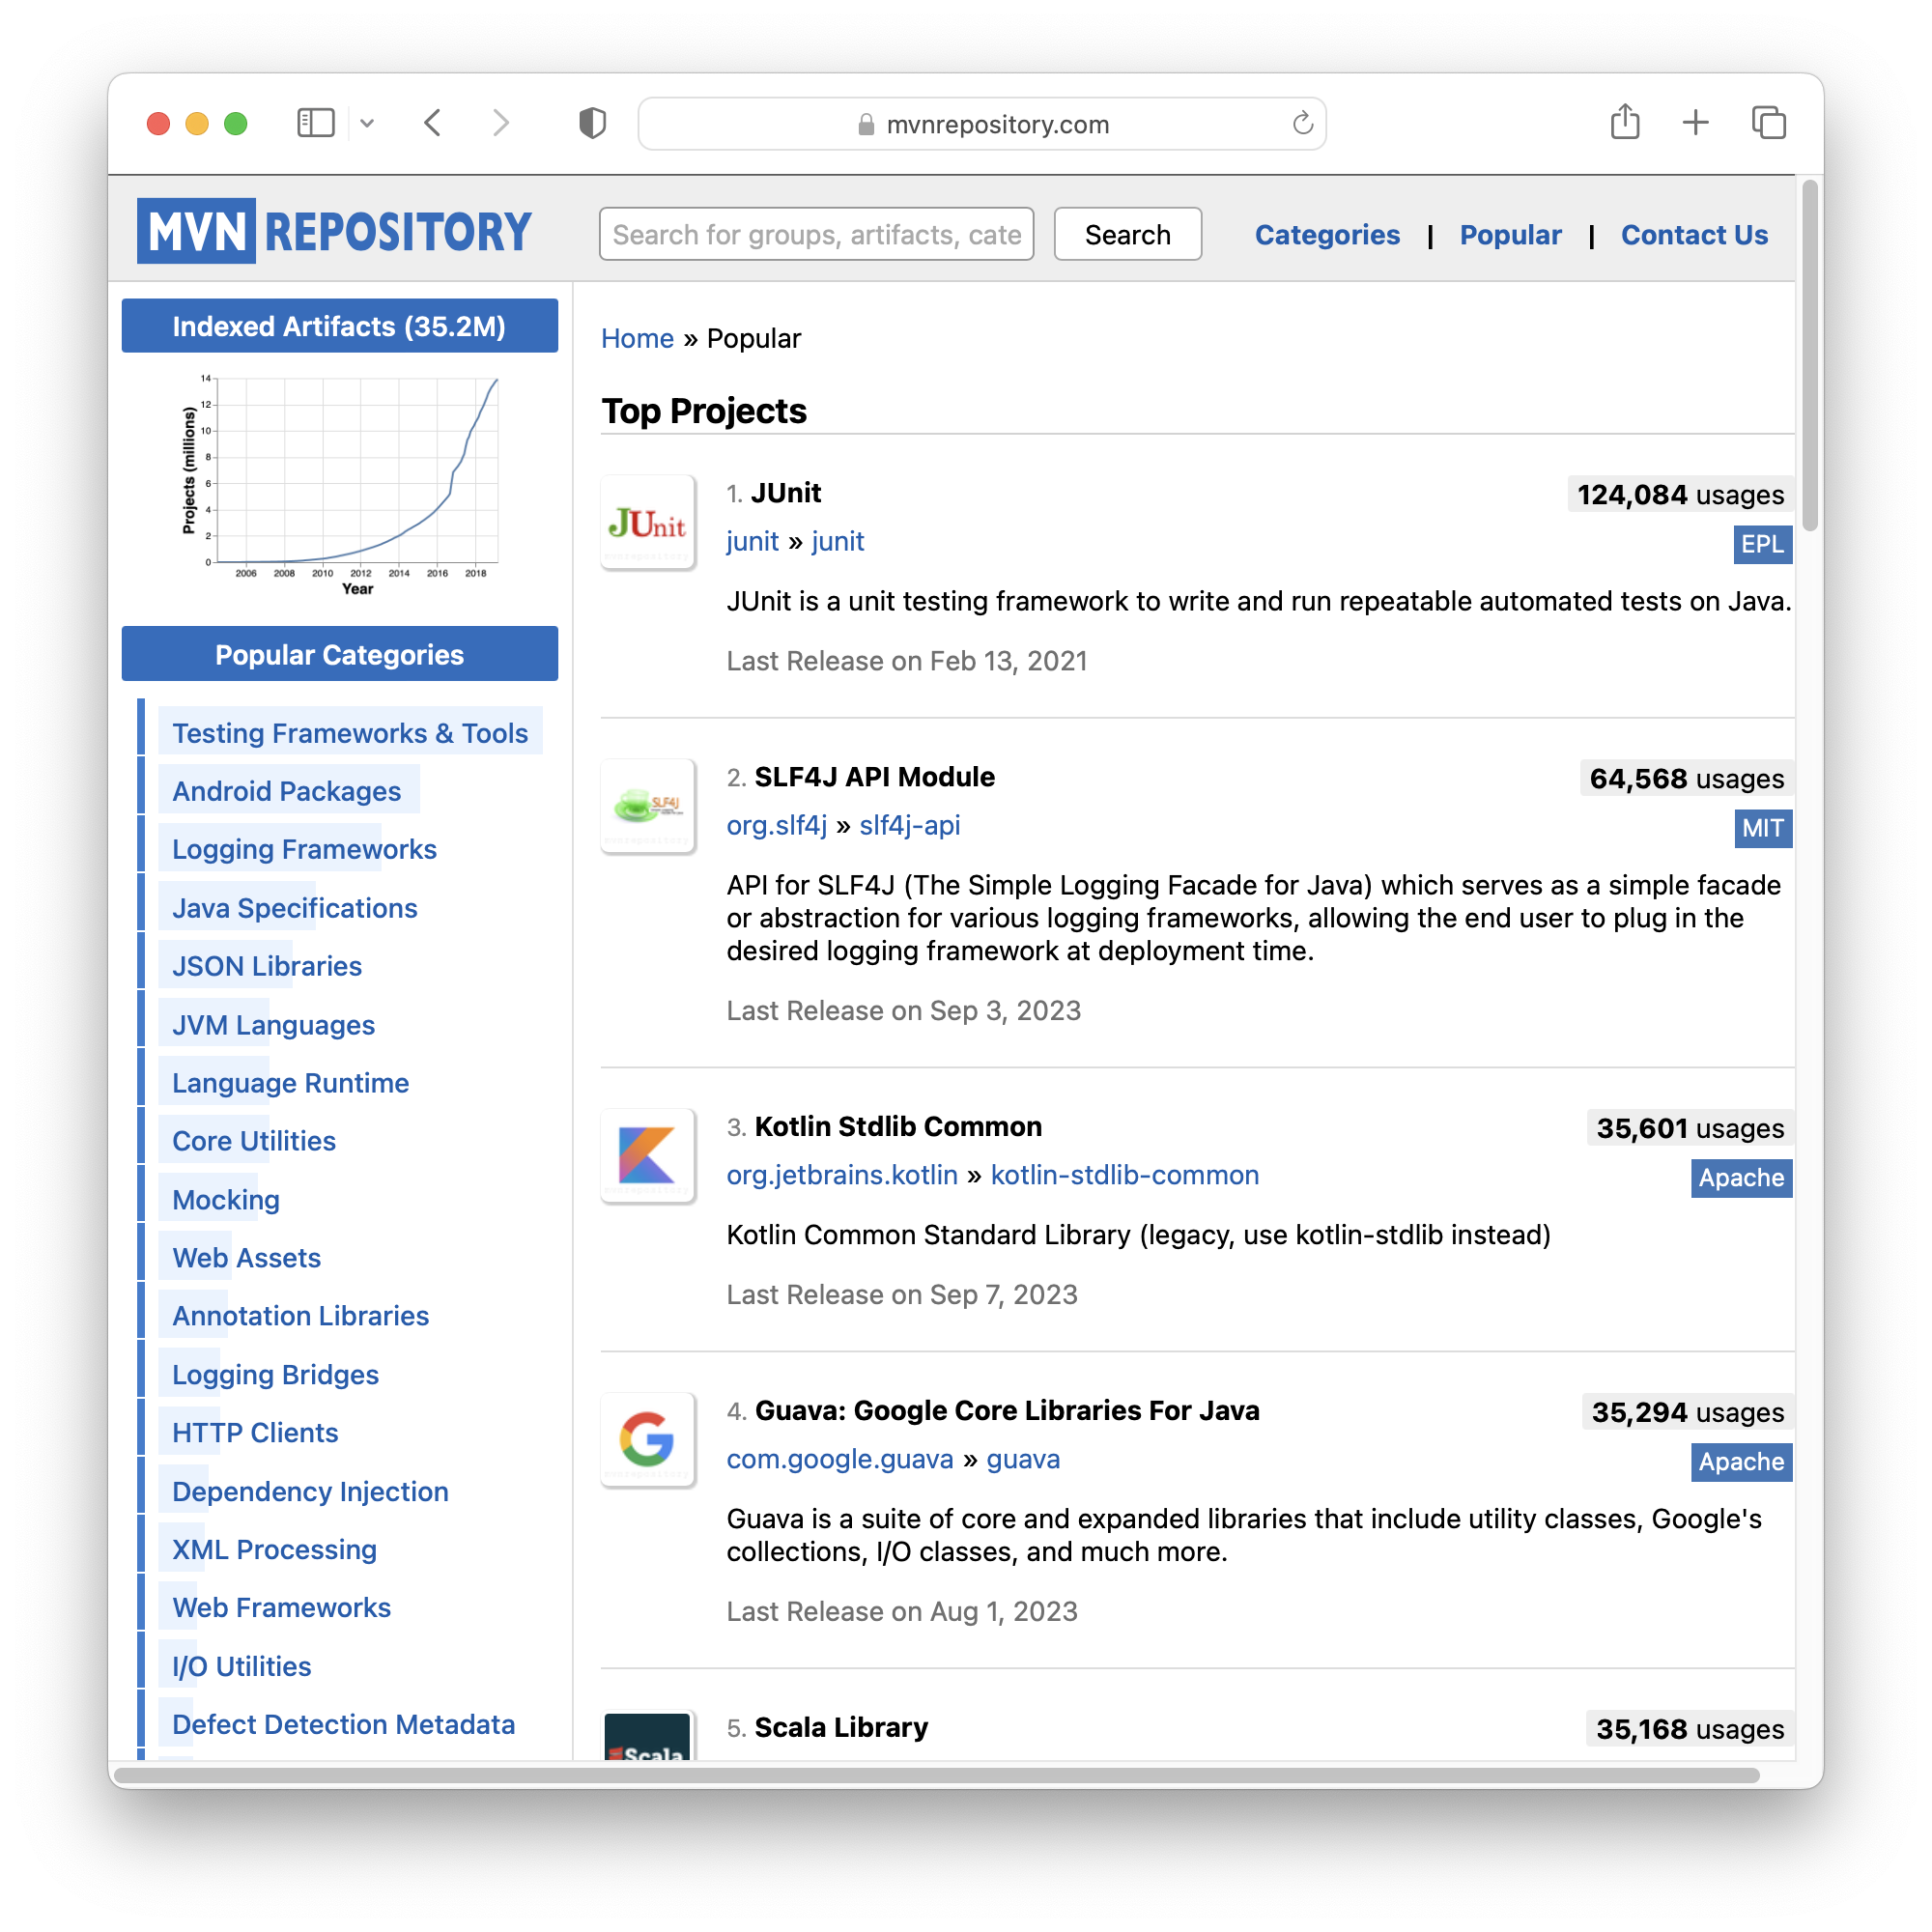 mvnrepository.com
MVN REPOSITORY
Search for groups, artifacts, cate
Search
Categories | Popular | Contact Us
Indexed Artifacts (35.2M)
Projects (millions)
14
12
10
8
6
4
2
0
2006 2008 2010 2012 2014 2016 2018
Year
Popular Categories
Testing Frameworks & Tools
Android Packages
Logging Frameworks
Java Specifications
JSON Libraries
JVM Languages
Language Runtime
Core Utilities
Mocking
Web Assets
Annotation Libraries
Logging Bridges
HTTP Clients
Dependency Injection
XML Processing
Web Frameworks
I/O Utilities
Defect Detection Metadata
Home » Popular
Top Projects
JUnit
1. JUnit
124,084 usages
junit » junit
EPL
JUnit is a unit testing framework to write and run repeatable automated tests on Java.
Last Release on Feb 13, 2021
SLF4J
2. SLF4J API Module
64,568 usages
org.slf4j » slf4j-api
MIT
API for SLF4J (The Simple Logging Facade for Java) which serves as a simple facade
or abstraction for various logging frameworks, allowing the end user to plug in the
desired logging framework at deployment time.
Last Release on Sep 3, 2023
3. Kotlin Stdlib Common
35,601 usages
org.jetbrains.kotlin » kotlin-stdlib-common
Apache
Kotlin Common Standard Library (legacy, use kotlin-stdlib instead)
Last Release on Sep 7, 2023
4. Guava: Google Core Libraries For Java
35,294 usages
com.google.guava » guava
Apache
Guava is a suite of core and expanded libraries that include utility classes, Google's
collections, I/O classes, and much more.
Last Release on Aug 1, 2023
Scala
5. Scala Library
35,168 usages